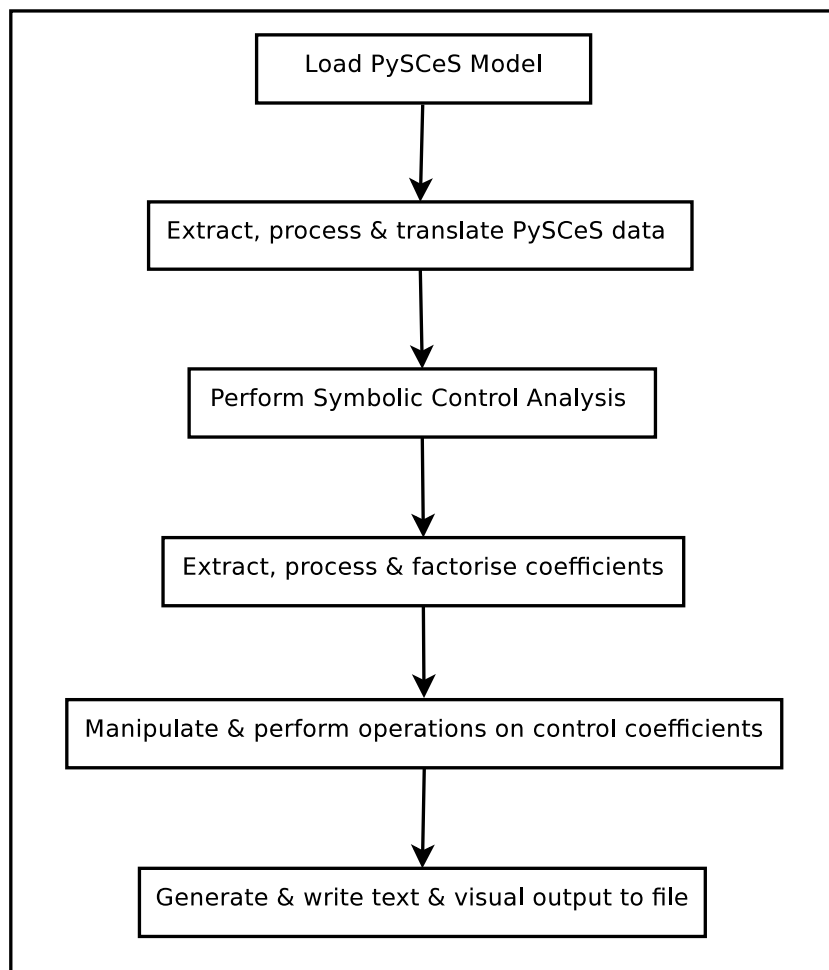 Load PySCeS Model
Extract, process & translate PySCeS data
Perform Symbolic Control Analysis
Extract, process & factorise coefficients
Manipulate & perform operations on control coefficients
Generate & write text & visual output to file